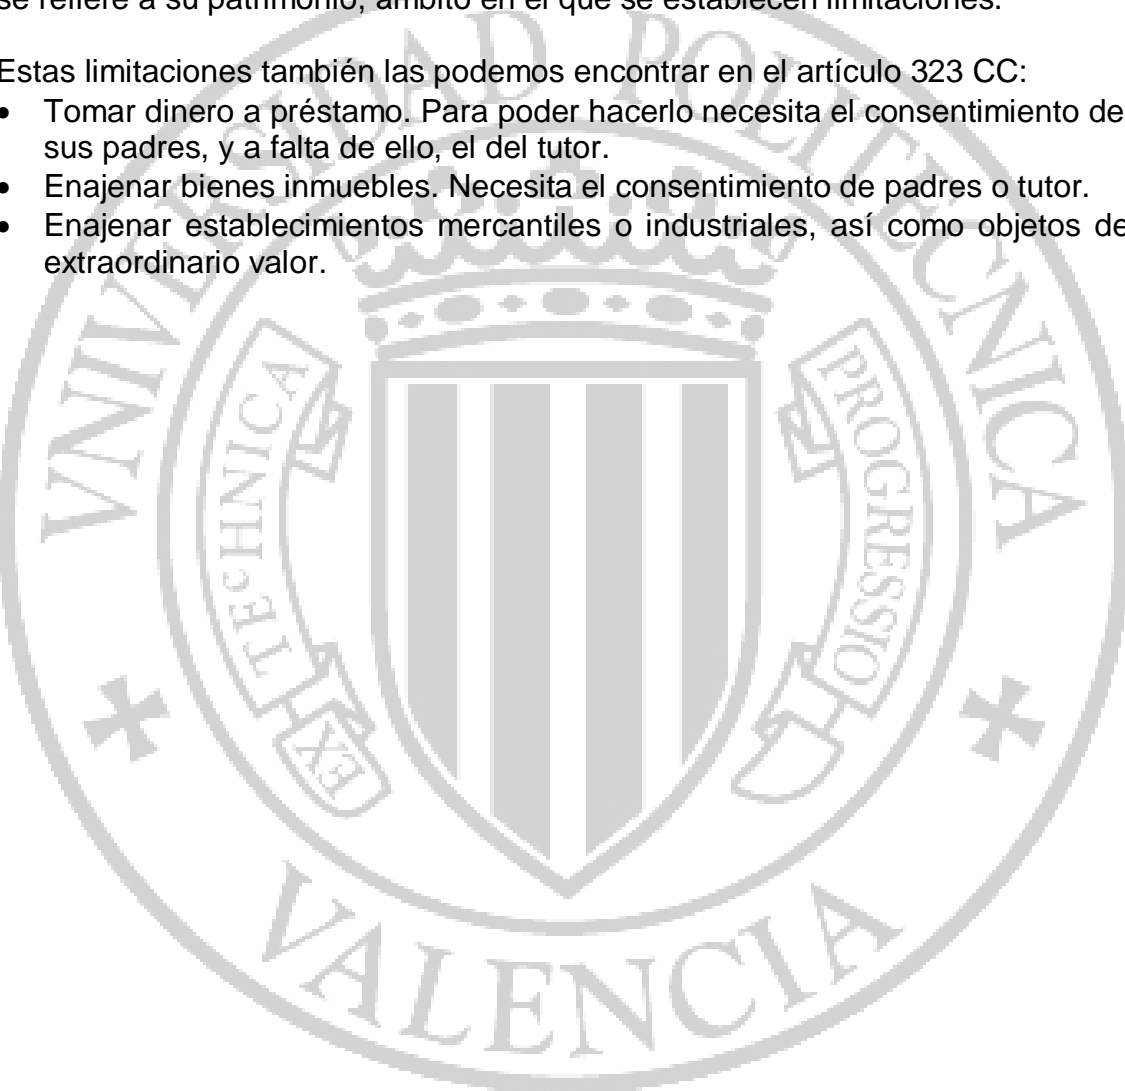 se refiere a su patrimonio, ámbito en el que se establecen limitaciones.
Estas limitaciones también las podemos encontrar en el artículo 323 CC:
• Tomar dinero a préstamo. Para poder hacerlo necesita el consentimiento de
sus padres, y a falta de ello, el del tutor.
• Enajenar bienes inmuebles. Necesita el consentimiento de padres o tutor.
• Enajenar establecimientos mercantiles o industriales, así como objetos de
extraordinario valor.
VNIVERSIDAD POLITECNICA
EX TECHNICA PROGRESSIO
VALENCIA